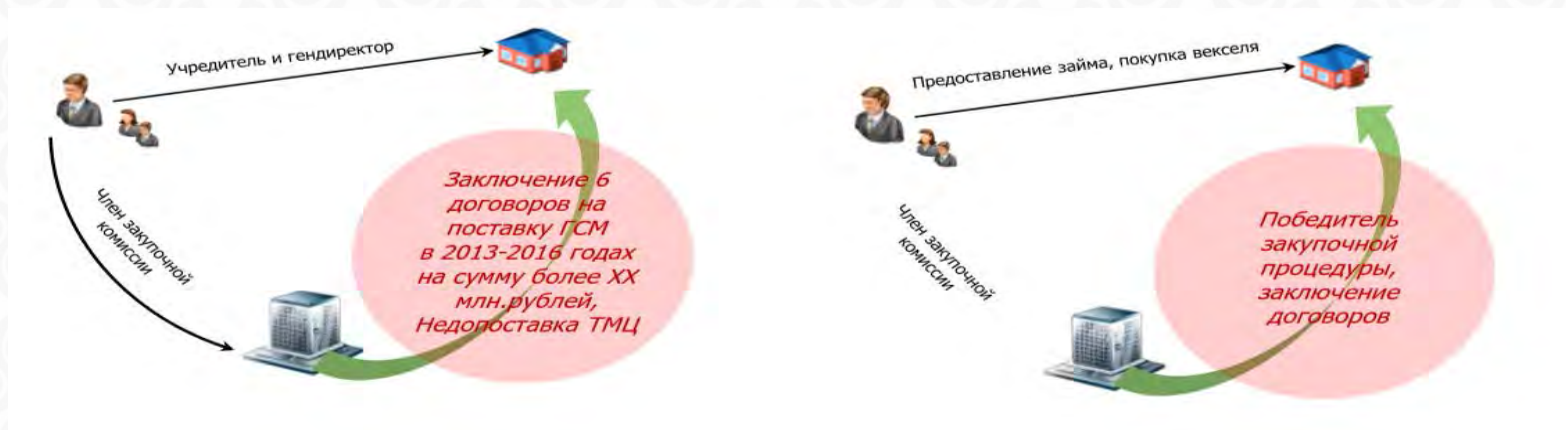 Учредитель и гендиректор
Член закупочной
комиссии
Заключение 6
договоров на
поставку ГСМ
в 2013-2016 годах
на сумму более XX
млн.рублей,
Недопоставка ТМЦ
Предоставление займа, покупка векселя
Член закупочной
комиссии
Победитель
закупочной
процедуры,
заключение
договоров